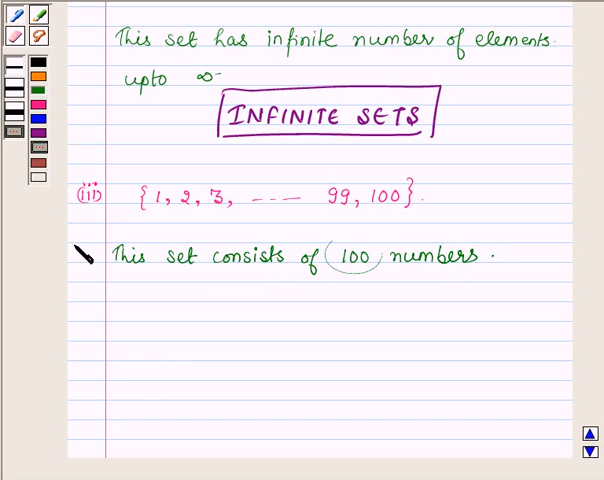 This set has infinite number of elements.
upto ∞
INFINITE SETS
(iii) {1, 2, 3, ---- 99, 100}.
This set consists of 100 numbers.